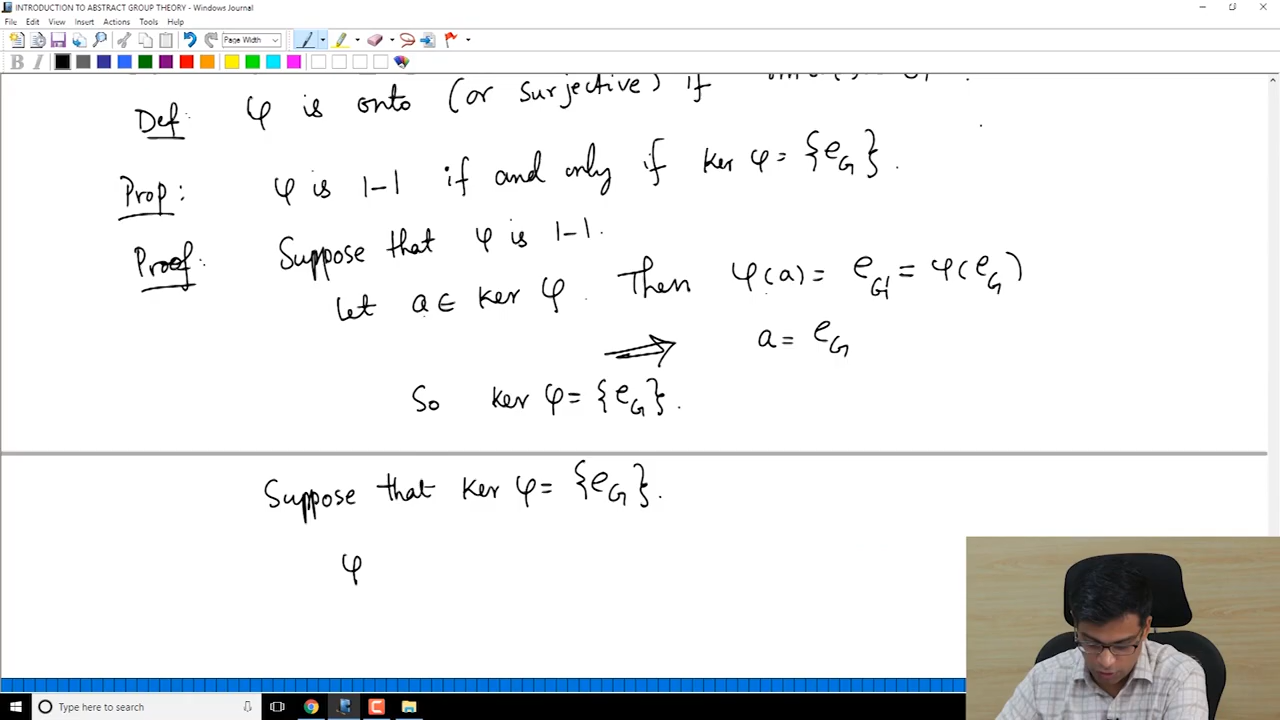 INTRODUCTION TO ABSTRACT GROUP THEORY - Windows Journal
File Edit View Insert Actions Tools Help
Page Width
B I
Def: φ is onto (or surjective) if
Prop: φ is 1-1 if and only if ker φ = {e_G}.
Proof: Suppose that φ is 1-1.
let a ∈ ker φ. Then φ(a) = e_G' = φ(e_G)
⟹ a = e_G
So ker φ = {e_G}.
Suppose that ker φ = {e_G}.
φ
Type here to search